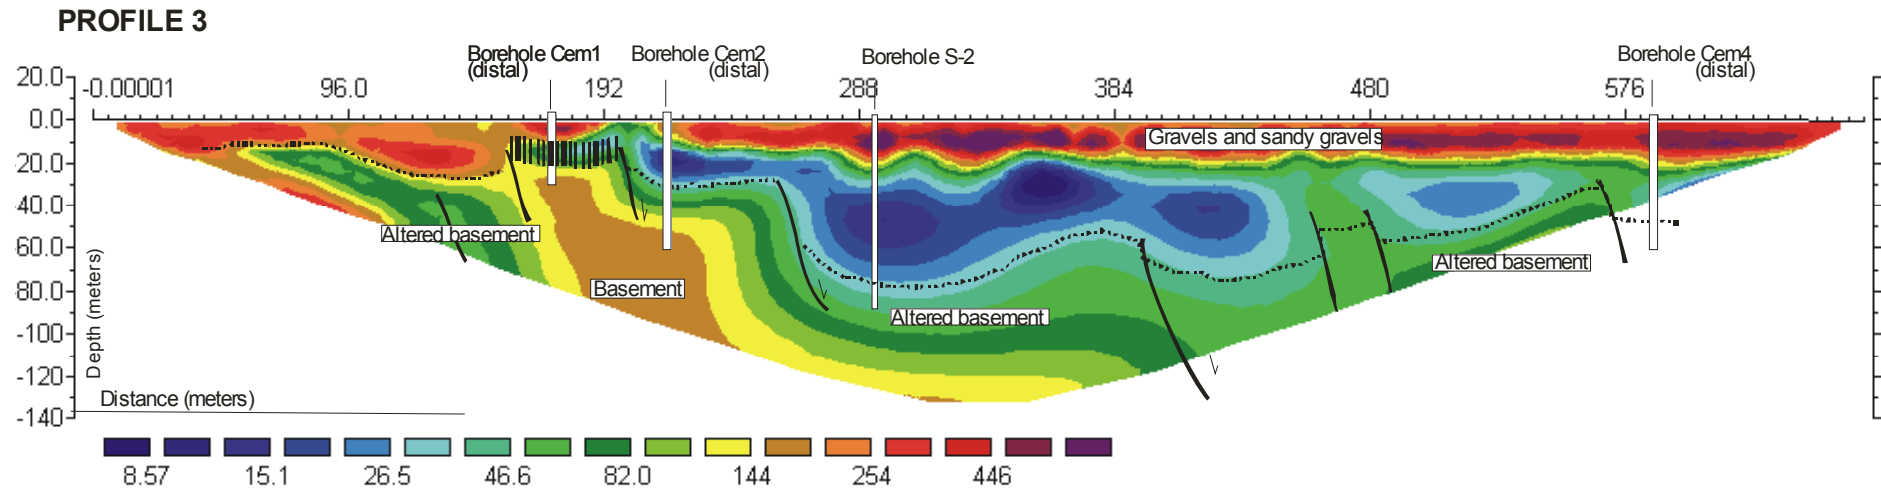 PROFILE 3
Borehole Cem1
(distal)
Borehole Cem2
(distal)
Borehole S-2
Borehole Cem4
(distal)
-0.00001 96.0 192 288 384 480 576
20.0
0.0
20.0
40.0
60.0
80.0
-100
-120
-140
Depth (meters)
Gravels and sandy gravels
Altered basement
Basement
Altered basement
Altered basement
Distance (meters)
8.57 15.1 26.5 46.6 82.0 144 254 446